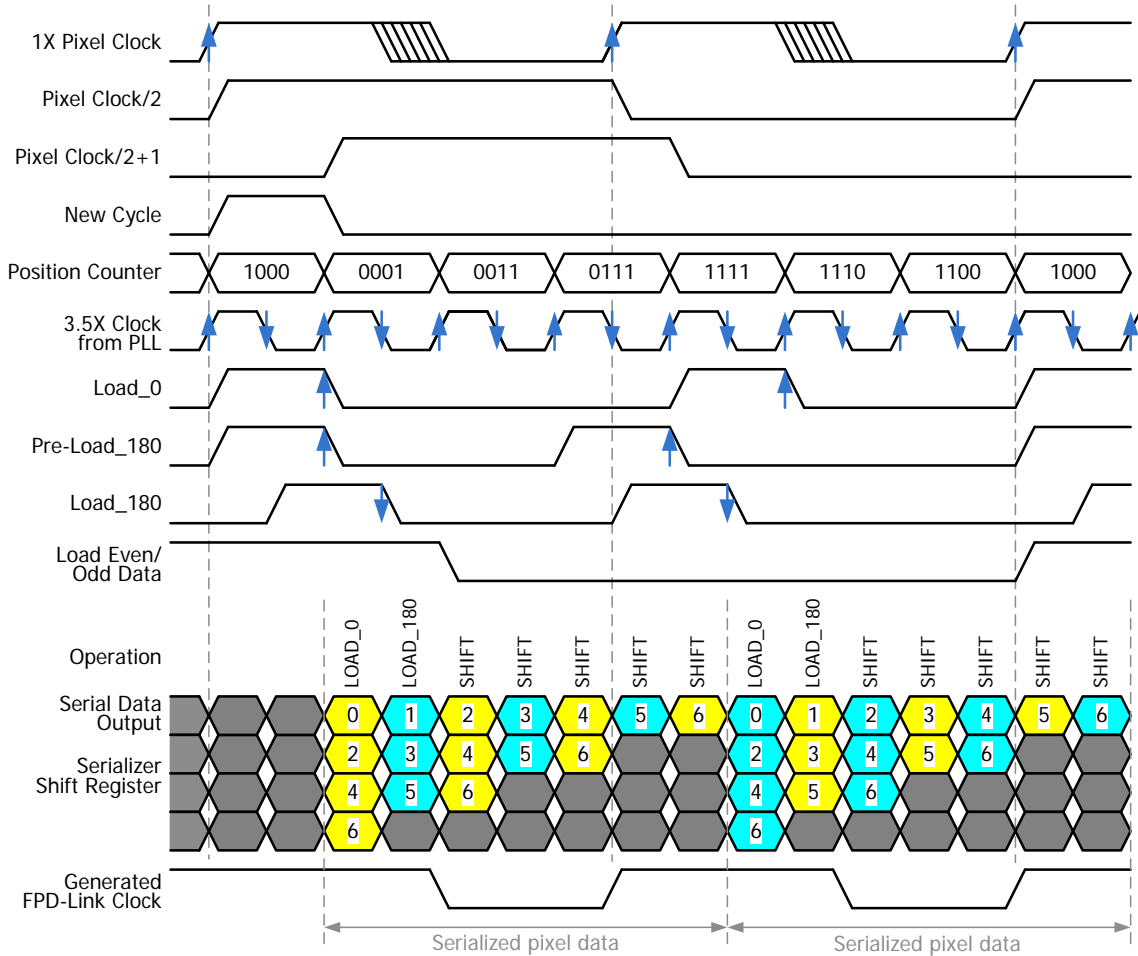 1X Pixel Clock
Pixel Clock/2
Pixel Clock/2+1
New Cycle
Position Counter
1000 0001 0011 0111 1111 1110 1100 1000
3.5X Clock
from PLL
Load_0
Pre-Load_180
Load_180
Load Even/
Odd Data
Operation
LOAD_0 LOAD_180 SHIFT SHIFT SHIFT SHIFT SHIFT LOAD_0 LOAD_180 SHIFT SHIFT SHIFT SHIFT SHIFT
Serial Data
Output
0 1 2 3 4 5 6 0 1 2 3 4 5 6
Serializer
Shift Register
2 3 4 5 6 2 3 4 5 6
4 5 6 4 5 6
6 6
Generated
FPD-Link Clock
Serialized pixel data Serialized pixel data